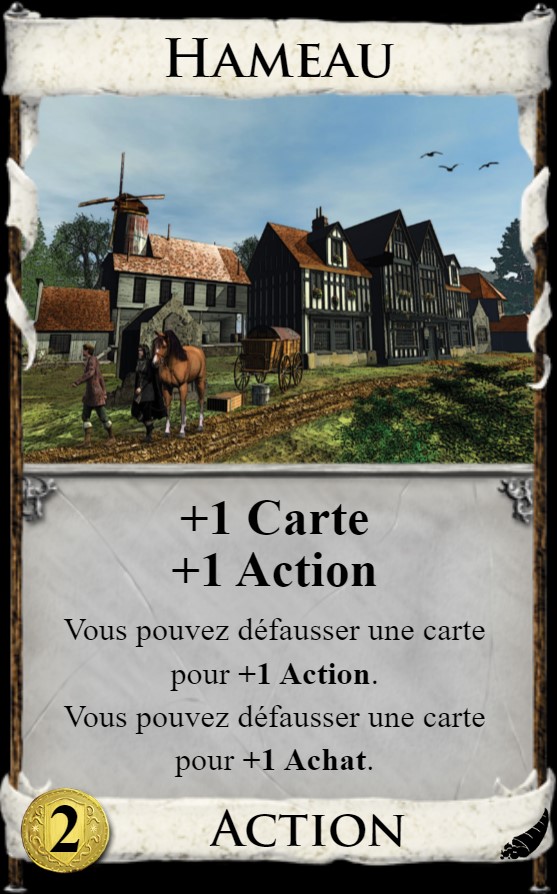 Hameau
+1 Carte
+1 Action
Vous pouvez défausser une carte
pour +1 Action.
Vous pouvez défausser une carte
pour +1 Achat.
2
Action